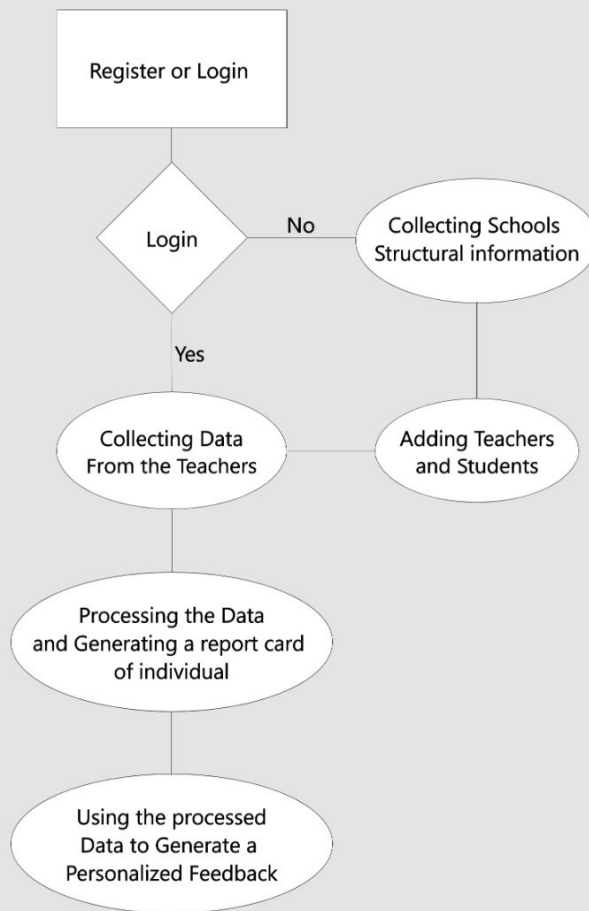 Register or Login
Login
No
Collecting Schools
Structural information
Yes
Collecting Data
From the Teachers
Adding Teachers
and Students
Processing the Data
and Generating a report card
of individual
Using the processed
Data to Generate a
Personalized Feedback